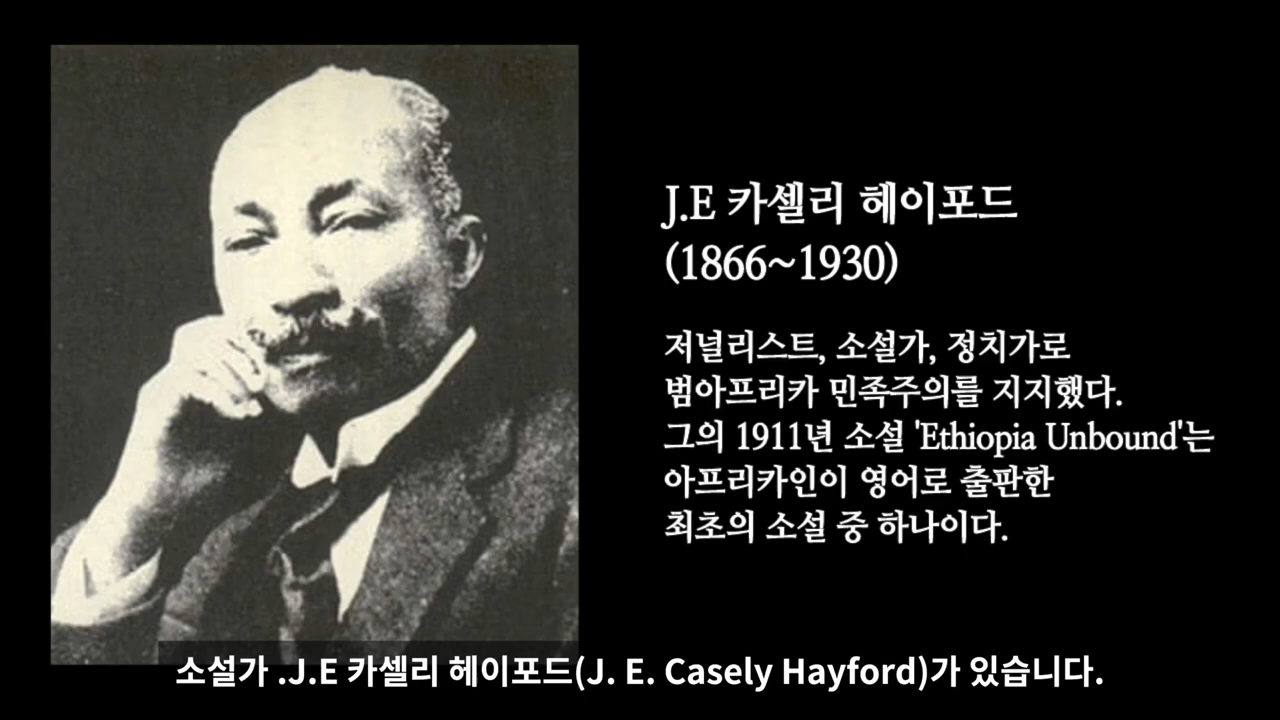 J.E 카셀리 헤이포드
(1866~1930)
저널리스트, 소설가, 정치가로
범아프리카 민족주의를 지지했다.
그의 1911년 소설 'Ethiopia Unbound'는
아프리카인이 영어로 출판한
최초의 소설 중 하나이다.
소설가 .J.E 카셀리 헤이포드(J. E. Casely Hayford)가 있습니다.